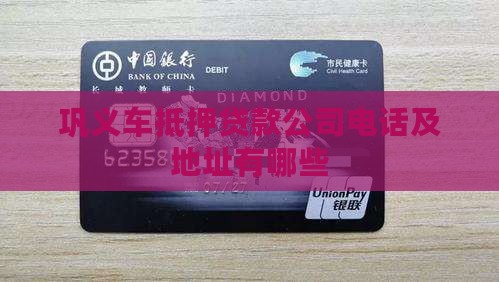 中国银行
BANK OF CHINA
DEBIT
市民健康卡
Civil Health Card
长城教师卡
DIAMOND
巩义车抵押贷款公司电话及
地址有哪些
62358
07/27
UnionPay
银联